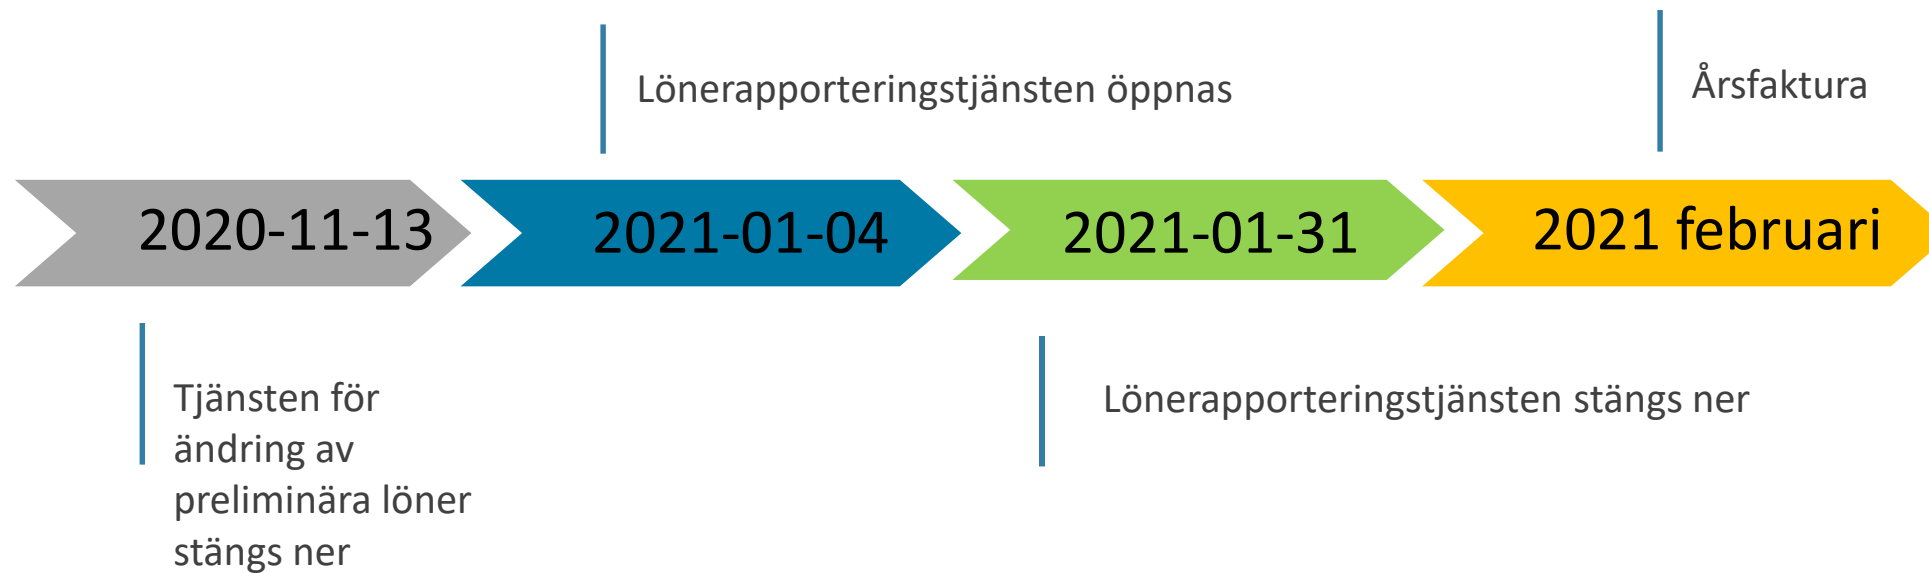 Lönerapporteringstjänsten öppnas
Årsfaktura
2020-11-13
2021-01-04
2021-01-31
2021 februari
Tjänsten för
ändring av
preliminära löner
stängs ner
Lönerapporteringstjänsten stängs ner